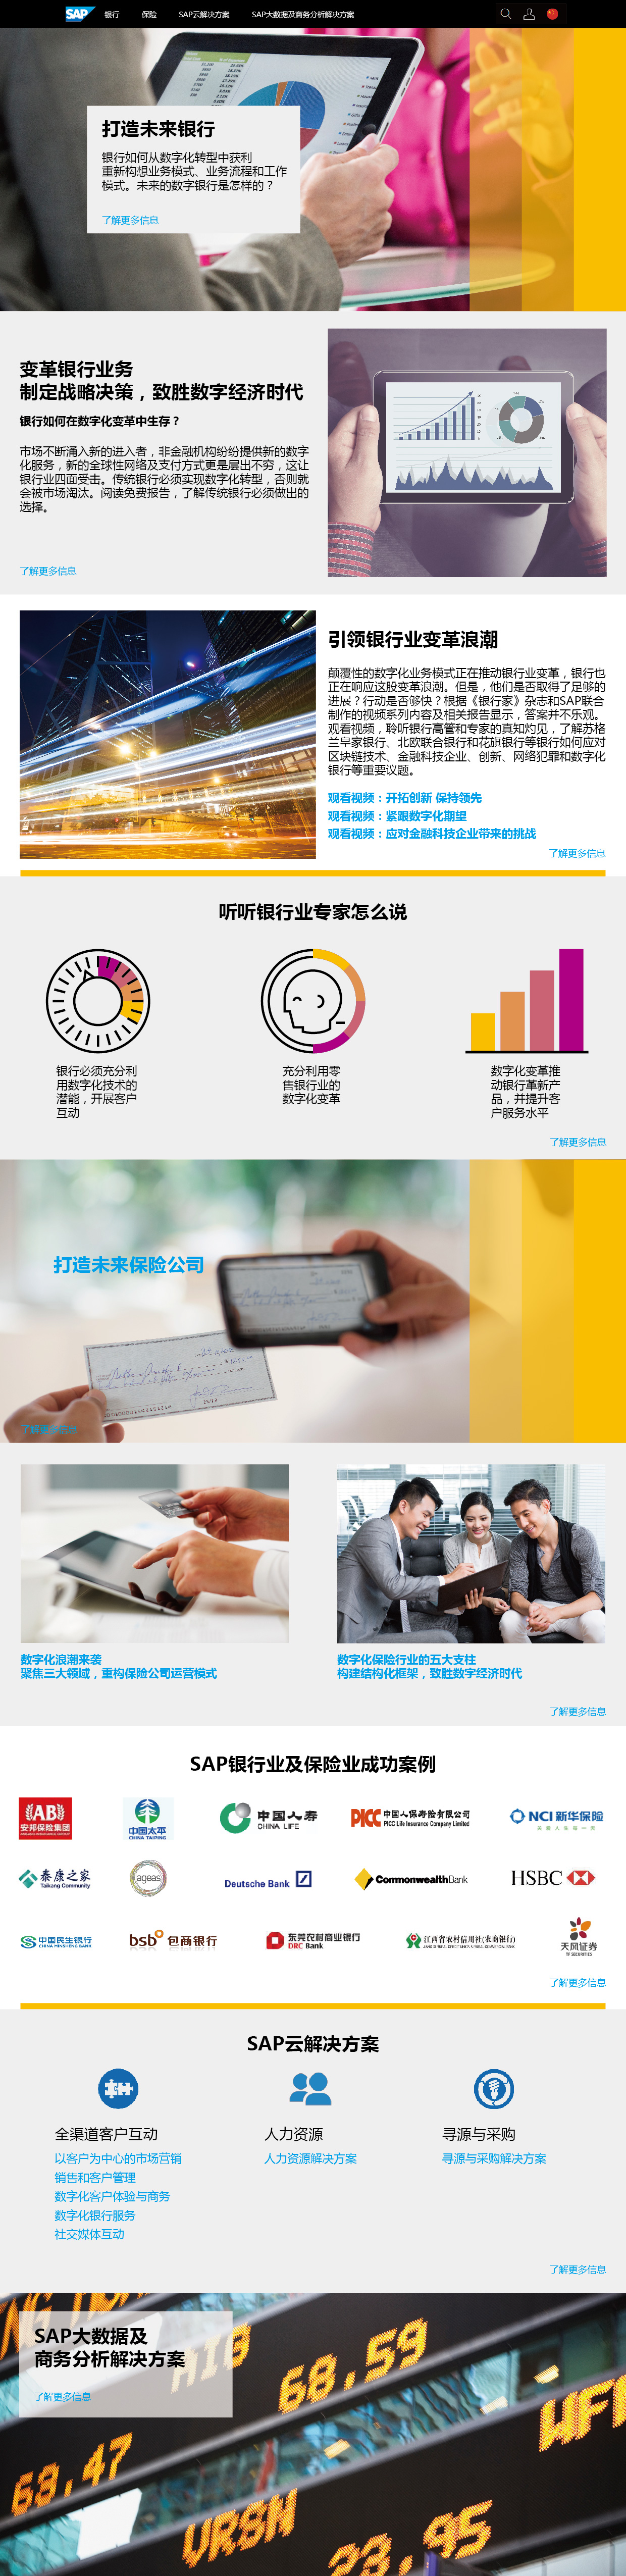 SAP 银行 保险 SAP云解决方案 SAP大数据及商务分析解决方案
打造未来银行
银行如何从数字化转型中获利
重新构想业务模式、业务流程和工作
模式。未来的数字银行是怎样的？
了解更多信息
变革银行业务
制定战略决策，致胜数字经济时代
银行如何在数字化变革中生存？
市场不断涌入新的进入者，非金融机构纷纷提供新的数字
化服务，新的全球性网络及支付方式更是层出不穷，这让
银行业四面受击。传统银行必须实现数字化转型，否则就
会被市场淘汰。阅读免费报告，了解传统银行必须做出的
选择。
了解更多信息
引领银行业变革浪潮
颠覆性的数字化业务模式正在推动银行业变革，银行也
正在响应这股变革浪潮。但是，他们是否取得了足够的
进展？行动是否够快？根据《银行家》杂志和SAP联合
制作的视频系列内容及相关报告显示，答案并不乐观。
观看视频，聆听银行高管和专家的真知灼见，了解苏格
兰皇家银行、北欧联合银行和花旗银行等银行如何应对
区块链技术、金融科技企业、创新、网络犯罪和数字化
银行等重要议题。
观看视频：开拓创新 保持领先
观看视频：紧跟数字化期望
观看视频：应对金融科技企业带来的挑战
了解更多信息
听听银行业专家怎么说
银行必须充分利
用数字化技术的
潜能，开展客户
互动
充分利用零
售银行业的
数字化变革
数字化变革推
动银行革新产
品，并提升客
户服务水平
了解更多信息
打造未来保险公司
了解更多信息
数字化浪潮来袭
聚焦三大领域，重构保险公司运营模式
数字化保险行业的五大支柱
构建结构化框架，致胜数字经济时代
了解更多信息
SAP银行业及保险业成功案例
AB
安邦保险集团
中国太平
CHINA TAIPING
中国人寿
CHINA LIFE
PICC 中国人保寿险有限公司
PICC Life Insurance Company Limited
NCI 新华保险
关爱人生每一天
泰康之家
Taikang Community
ageas
Deutsche Bank
CommonwealthBank
HSBC
中国民生银行
CHINA MINSHENG BANK
bsb 包商银行
东莞农村商业银行
DRC Bank
江西省农村信用社(农商银行)
天风证券
TF SECURITIES
了解更多信息
SAP云解决方案
全渠道客户互动
以客户为中心的市场营销
销售和客户管理
数字化客户体验与商务
数字化银行服务
社交媒体互动
人力资源
人力资源解决方案
寻源与采购
寻源与采购解决方案
了解更多信息
SAP大数据及
商务分析解决方案
了解更多信息
68.59
WF
63.47
VRSN
23.95